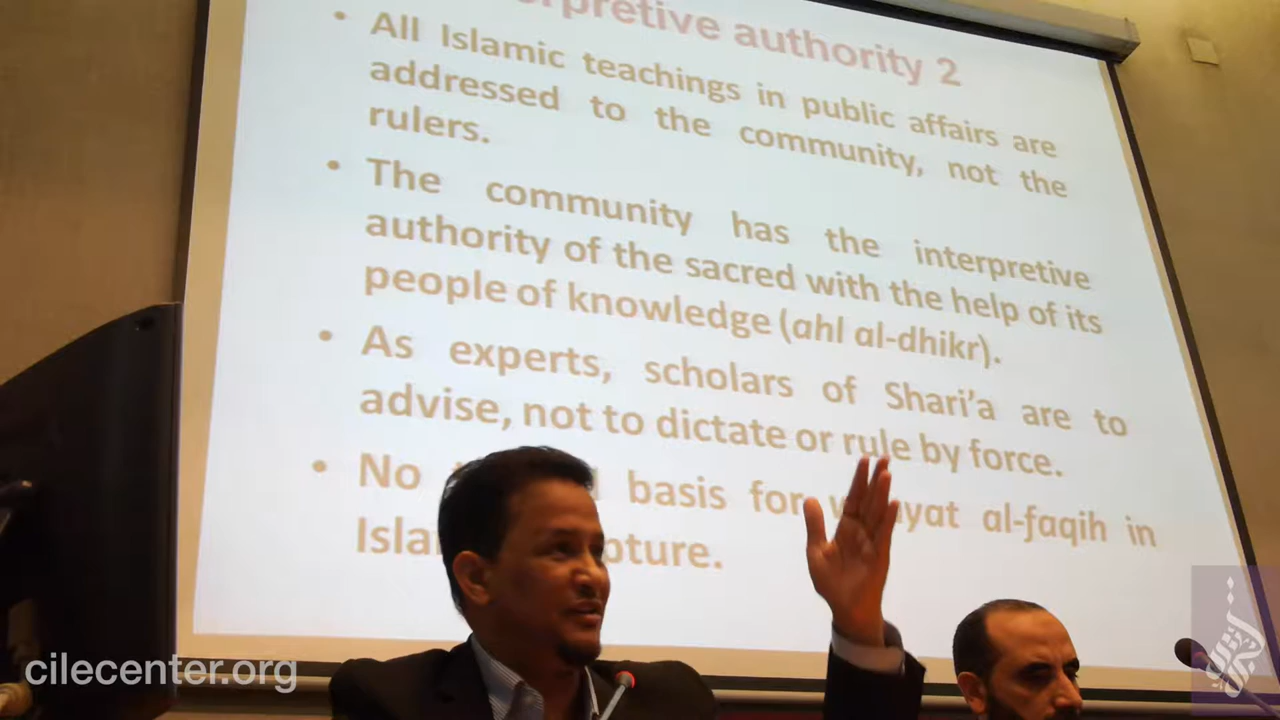 authority 2
• All Islamic teachings in public affairs are
addressed to the community, not the
rulers.
• The community has the interpretive
authority of the sacred with the help of its
people of knowledge (ahl al-dhikr).
• As experts, scholars of Shari'a are to
advise, not to dictate or rule by force.
• No basis for al-faqih in
cilecenter.org